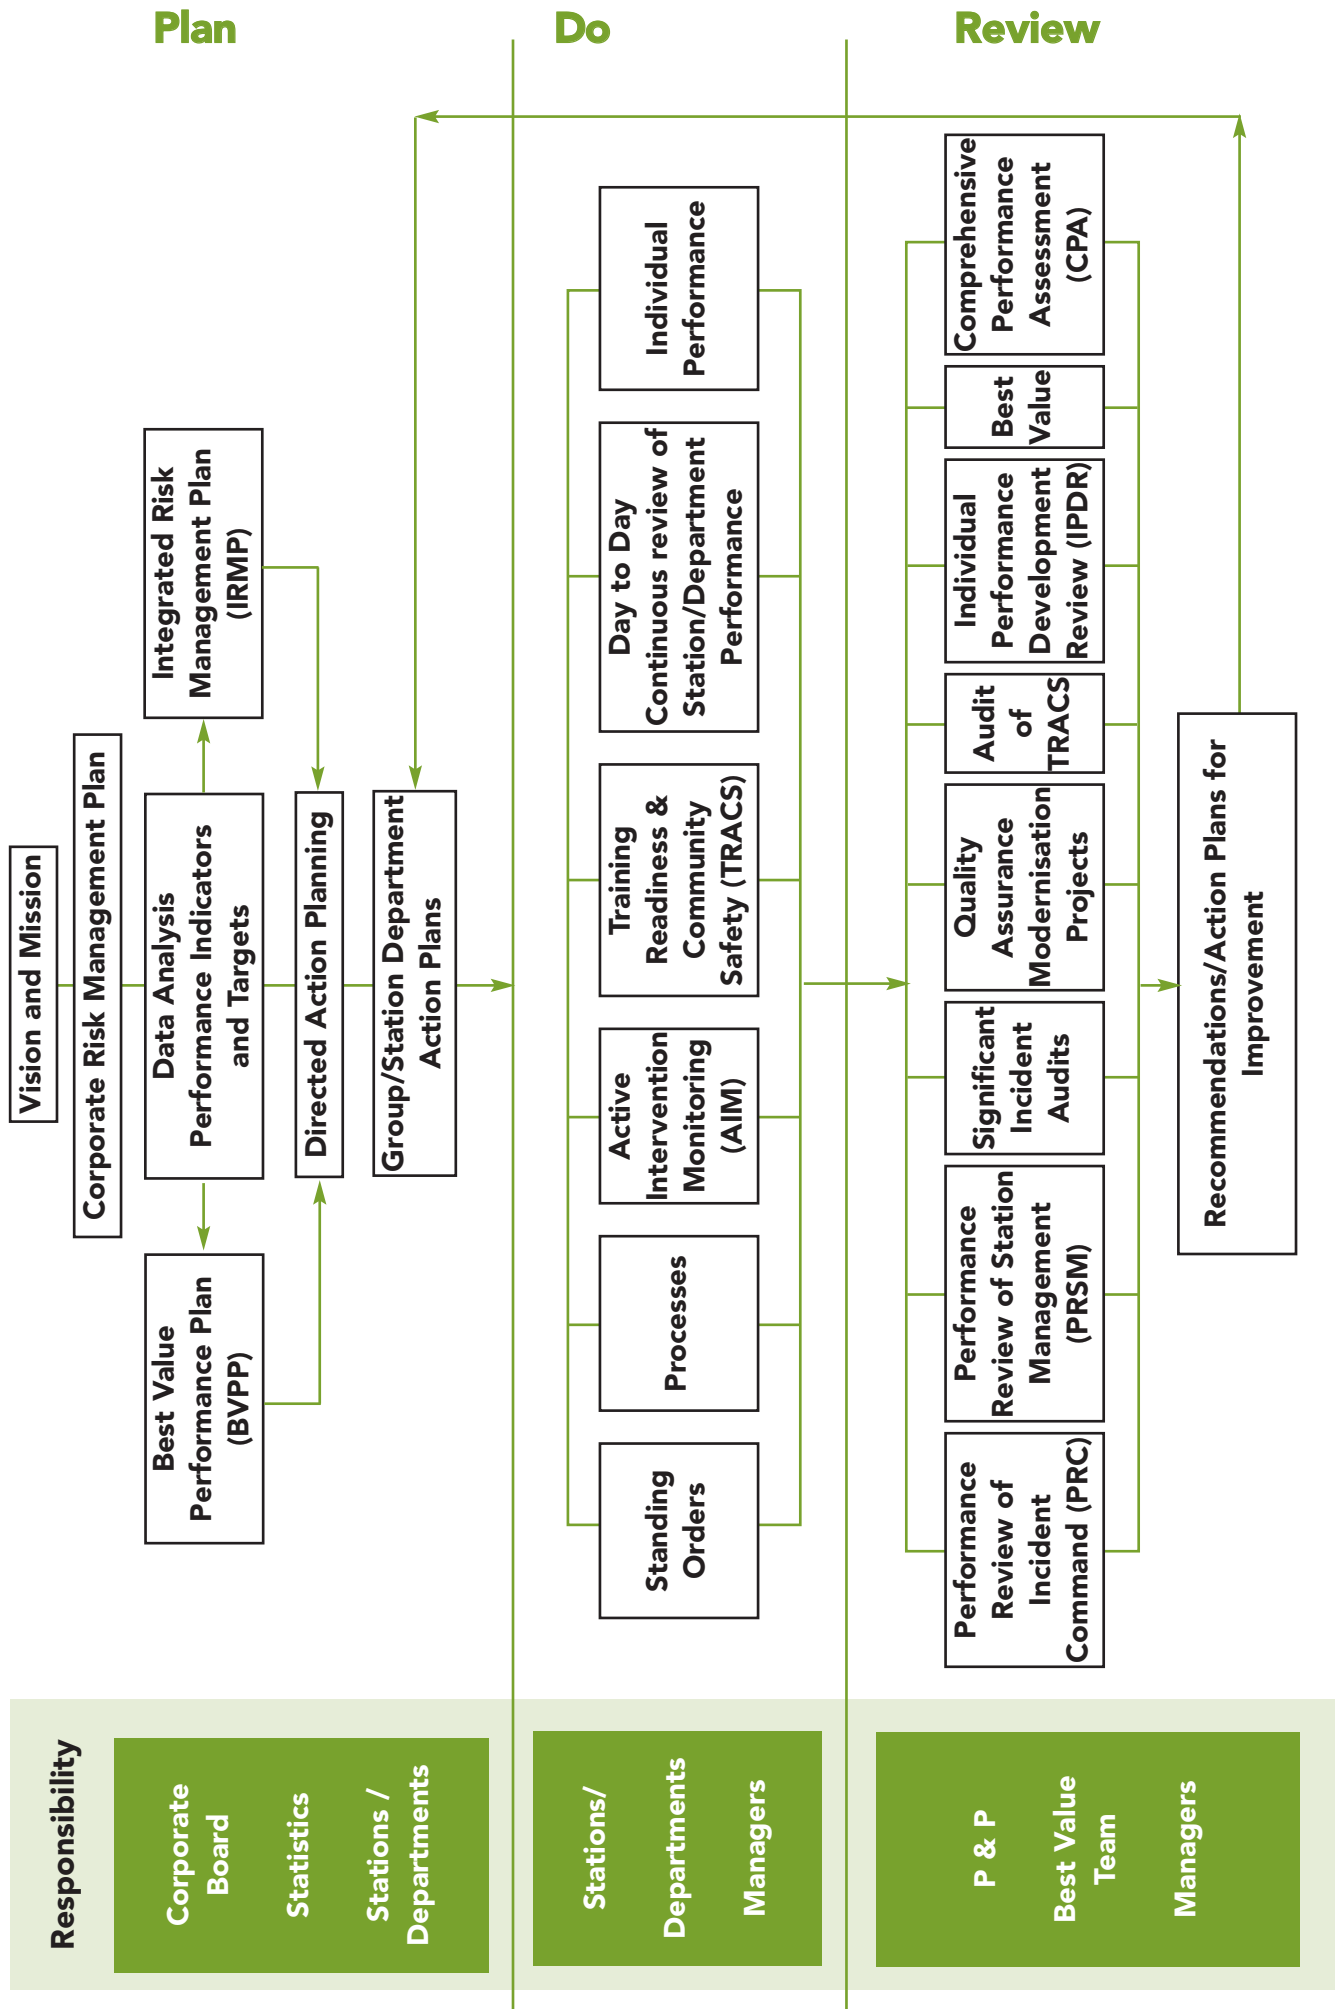 Plan
Do
Review
Responsibility
Corporate
Board
Statistics
Stations /
Departments
Vision and Mission
Corporate Risk Management Plan
Best Value
Performance Plan
(BVPP)
Data Analysis
Performance Indicators
and Targets
Integrated Risk
Management Plan
(IRMP)
Directed Action Planning
Group/Station Department
Action Plans
Stations/
Departments
Managers
Standing
Orders
Processes
Active
Intervention
Monitoring
(AIM)
Training
Readiness &
Community
Safety (TRACS)
Day to Day
Continuous review of
Station/Department
Performance
Individual
Performance
P & P
Best Value
Team
Managers
Performance
Review of
Incident
Command (PRC)
Performance
Review of Station
Management
(PRSM)
Significant
Incident
Audits
Quality
Assurance
Modernisation
Projects
Audit
of
TRACS
Individual
Performance
Development
Review (IPDR)
Best
Value
Comprehensive
Performance
Assessment
(CPA)
Recommendations/Action Plans for
Improvement